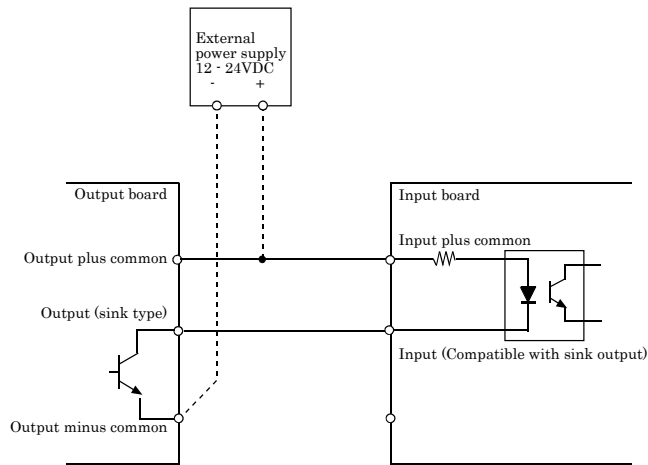 External
power supply
12 - 24VDC
- +
Output board
Input board
Output plus common
Input plus common
Output (sink type)
Input (Compatible with sink output)
Output minus common